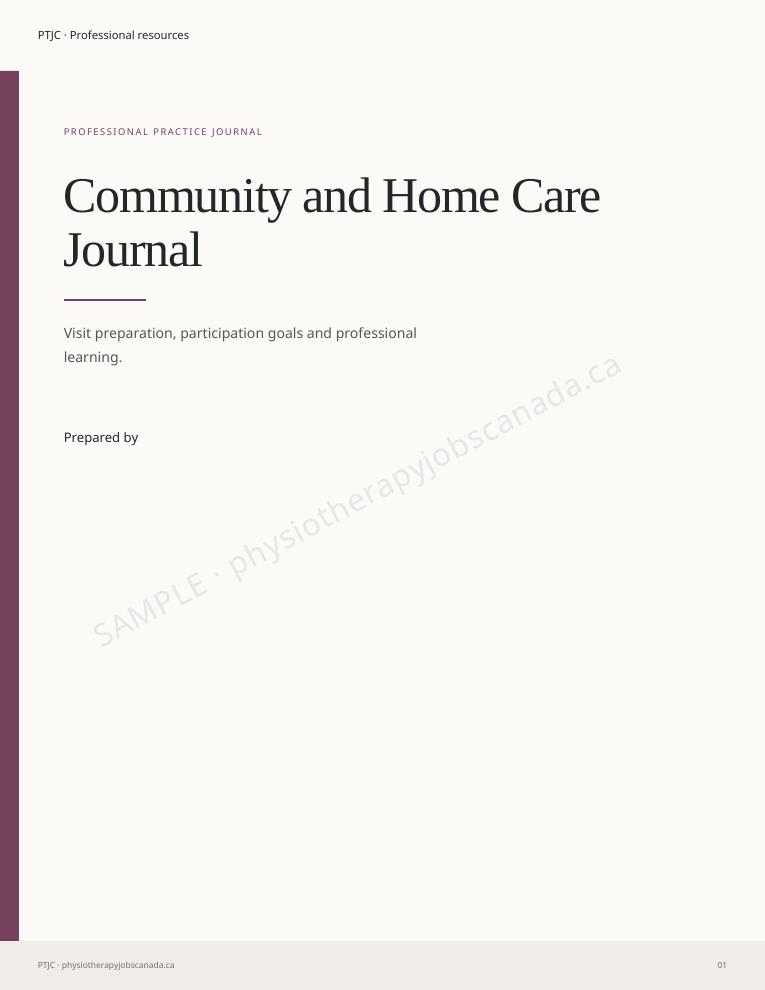 PTJC · Professional resources
PROFESSIONAL PRACTICE JOURNAL
Community and Home Care
Journal
Visit preparation, participation goals and professional
learning.
Prepared by
SAMPLE · physiotherapyjobscanada.ca
PTJC · physiotherapyjobscanada.ca
01